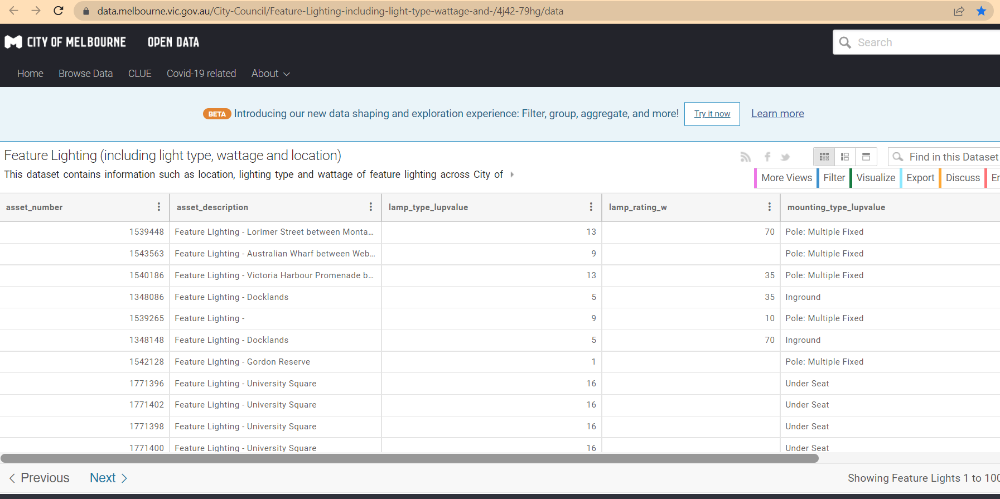 data.melbourne.vic.gov.au/City-Council/Feature-Lighting-including-light-type-wattage-and-/4j42-79hg/data
CITY OF MELBOURNE OPEN DATA
Search
Home Browse Data CLUE Covid-19 related About
BETA Introducing our new data shaping and exploration experience: Filter, group, aggregate, and more! Try it now Learn more
Feature Lighting (including light type, wattage and location)
Find in this Dataset
This dataset contains information such as location, lighting type and wattage of feature lighting across City of
More Views Filter Visualize Export Discuss
asset_number asset_description lamp_type_lupvalue lamp_rating_w mounting_type_lupvalue
1539448 Feature Lighting - Lorimer Street between Monta... 13 70 Pole: Multiple Fixed
1543563 Feature Lighting - Australian Wharf between Web... 9 Pole: Multiple Fixed
1540186 Feature Lighting - Victoria Harbour Promenade b... 13 35 Pole: Multiple Fixed
1348086 Feature Lighting - Docklands 5 35 Inground
1539265 Feature Lighting - 9 10 Pole: Multiple Fixed
1348148 Feature Lighting - Docklands 5 70 Inground
1542128 Feature Lighting - Gordon Reserve 1 Pole: Multiple Fixed
1771396 Feature Lighting - University Square 16 Under Seat
1771402 Feature Lighting - University Square 16 Under Seat
1771398 Feature Lighting - University Square 16 Under Seat
1771400 Feature Lighting - University Square 16 Under Seat
Previous Next
Showing Feature Lights 1 to 100